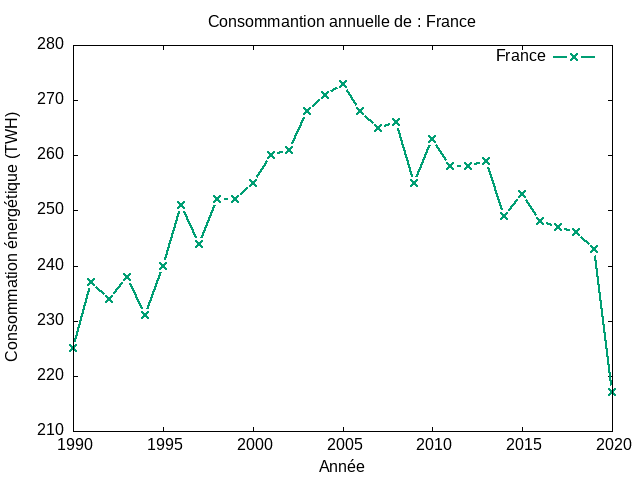 Consommantion annuelle de : France
France
Consommation énergétique (TWH)
280
270
260
250
240
230
220
210
1990 1995 2000 2005 2010 2015 2020
Année